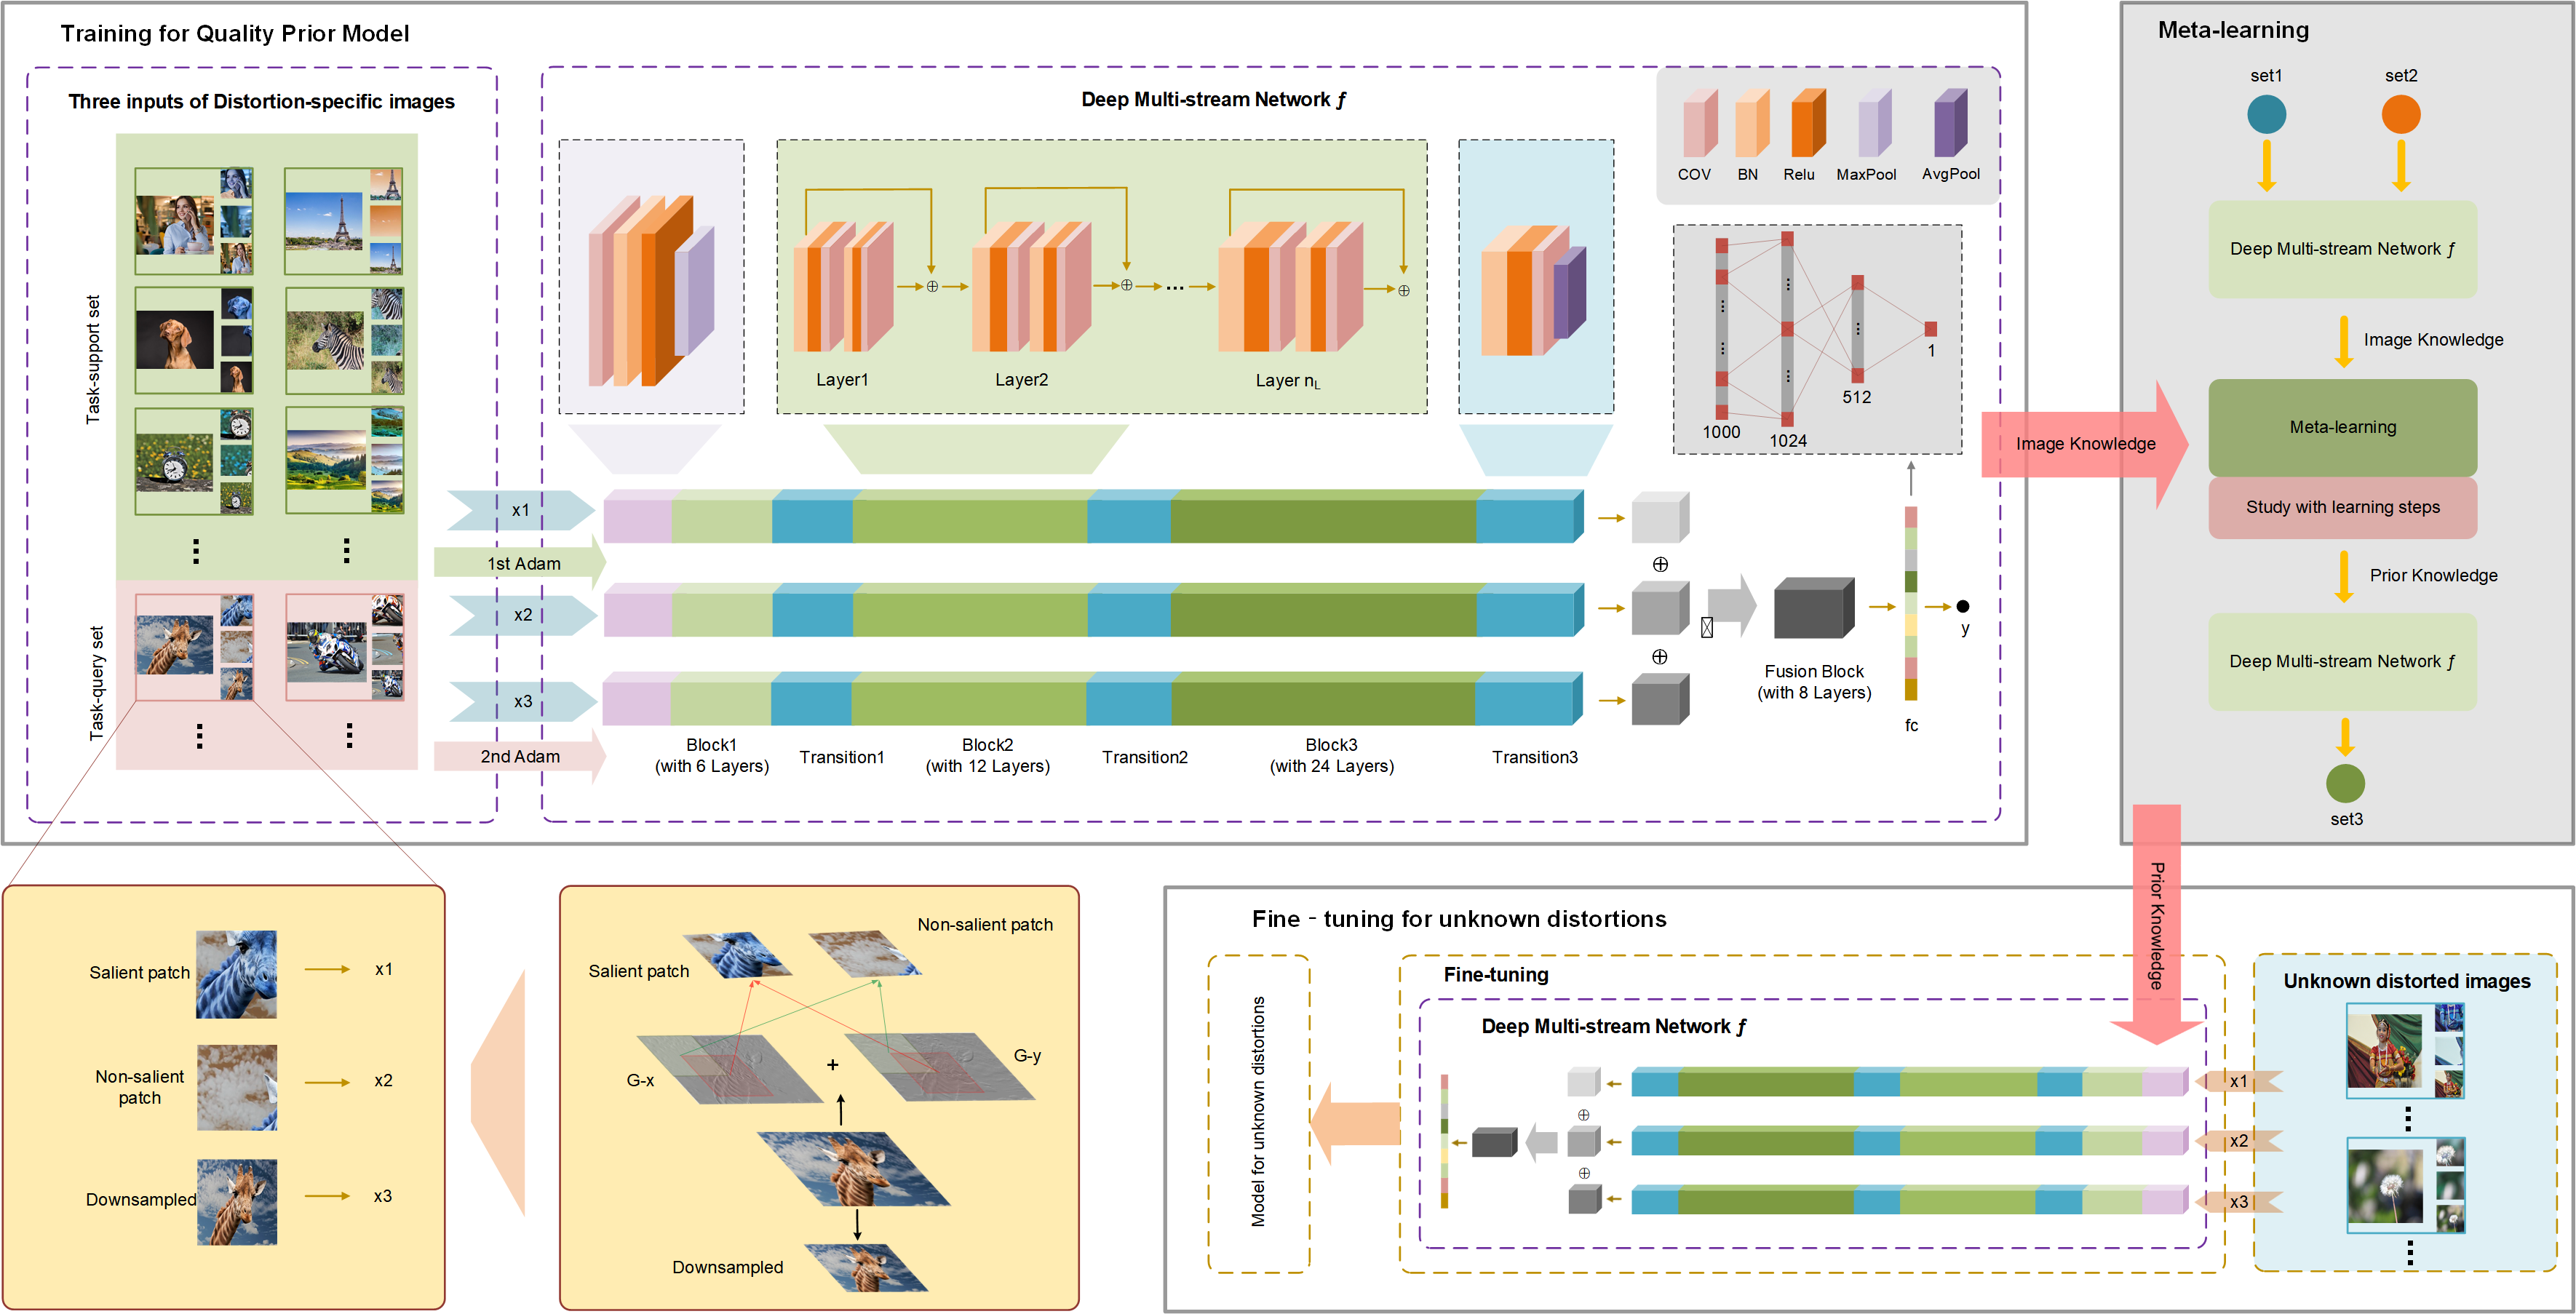 Training for Quality Prior Model
Three inputs of Distortion-specific images
Task-support set
Task-query set
Deep Multi-stream Network ƒ
COV
BN
Relu
MaxPool
AvgPool
Layer1
Layer2
...
Layer nL
1000
1024
512
1
x1
1st Adam
x2
x3
2nd Adam
Block1
(with 6 Layers)
Transition1
Block2
(with 12 Layers)
Transition2
Block3
(with 24 Layers)
Transition3
Fusion Block
(with 8 Layers)
fc
y
Image Knowledge
Meta-learning
set1
set2
Deep Multi-stream Network ƒ
Image Knowledge
Meta-learning
Study with learning steps
Prior Knowledge
Deep Multi-stream Network ƒ
set3
Prior Knowledge
Salient patch
x1
Non-salient
patch
x2
Downsampled
x3
Non-salient patch
Salient patch
G-x
+
G-y
Downsampled
Fine - tuning for unknown distortions
Model for unknown distortions
Fine-tuning
Deep Multi-stream Network ƒ
x1
x2
x3
Unknown distorted images